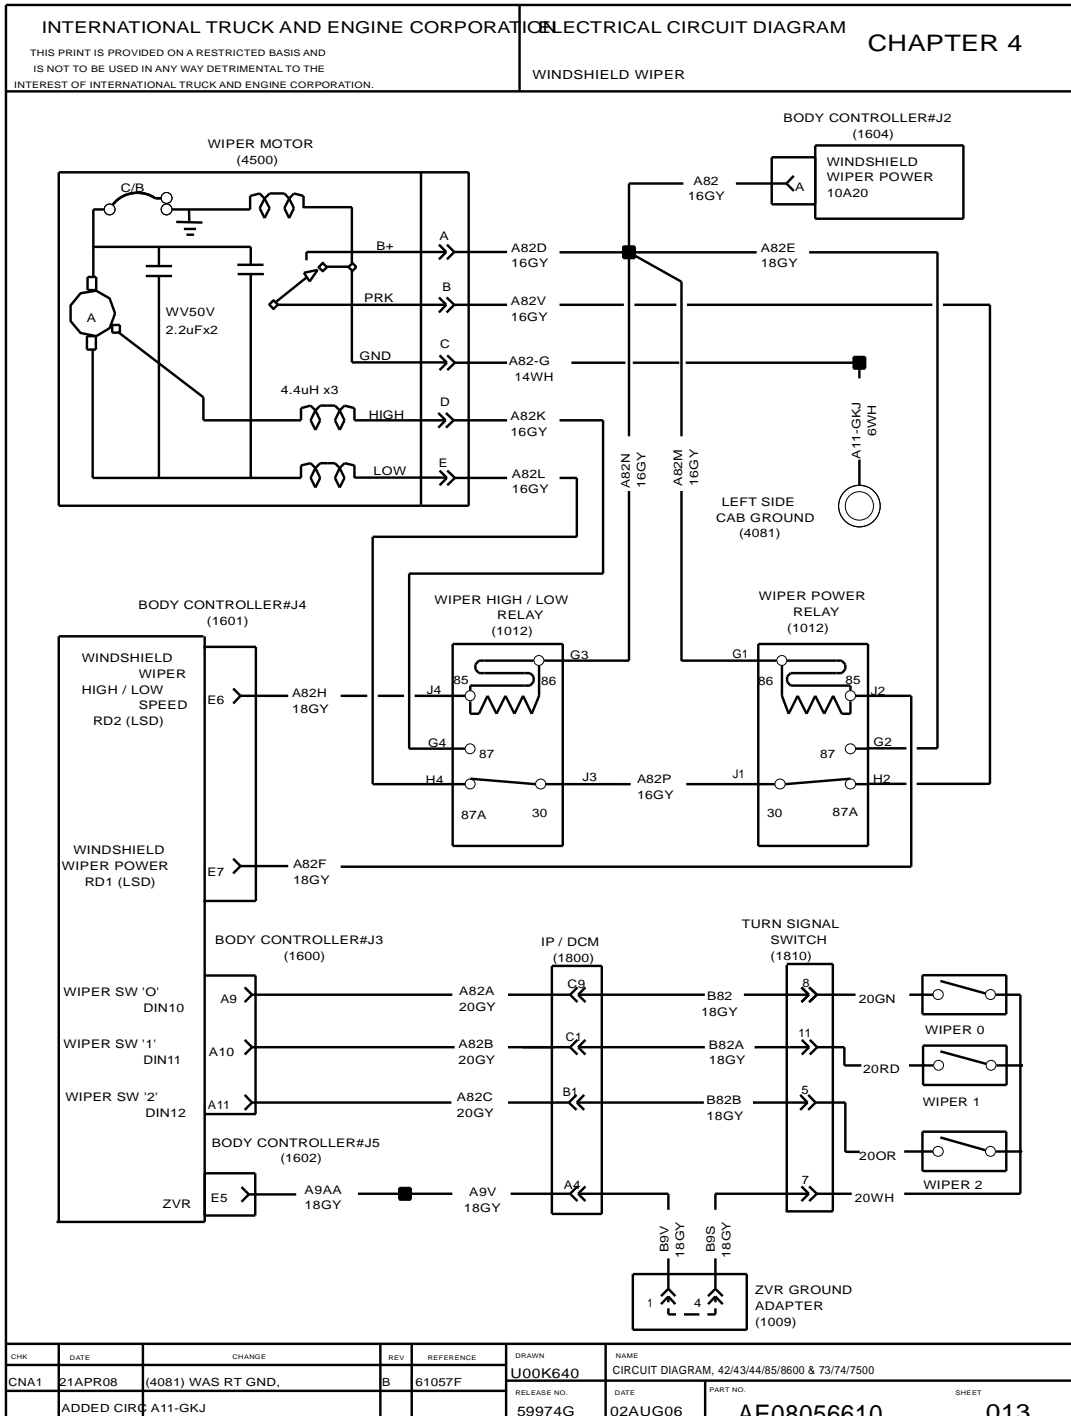 INTERNATIONAL TRUCK AND ENGINE CORPORATION
ELECTRICAL CIRCUIT DIAGRAM
CHAPTER 4
THIS PRINT IS PROVIDED ON A RESTRICTED BASIS AND
IS NOT TO BE USED IN ANY WAY DETRIMENTAL TO THE
INTEREST OF INTERNATIONAL TRUCK AND ENGINE CORPORATION.
WINDSHIELD WIPER
BODY CONTROLLER#J2
(1604)
WINDSHIELD
WIPER POWER
10A20
A
A82
16GY
WIPER MOTOR
(4500)
C/B
B+
A
A82D
16GY
A82E
18GY
PRK
B
A82V
16GY
WV50V
2.2uFx2
A
GND
C
A82-G
14WH
4.4uH x3
HIGH
D
A82K
16GY
LOW
E
A82L
16GY
A82N
16GY
A82M
16GY
A11-GKJ
6WH
LEFT SIDE
CAB GROUND
(4081)
BODY CONTROLLER#J4
(1601)
WIPER HIGH / LOW
RELAY
(1012)
WIPER POWER
RELAY
(1012)
WINDSHIELD
WIPER
HIGH / LOW
SPEED
RD2 (LSD)
E6
A82H
18GY
J4
85
86
G3
G4
87
H4
87A
30
J3
A82P
16GY
G1
86
85
J2
87
G2
J1
H2
30
87A
WINDSHIELD
WIPER POWER
RD1 (LSD)
E7
A82F
18GY
BODY CONTROLLER#J3
(1600)
IP / DCM
(1800)
TURN SIGNAL
SWITCH
(1810)
WIPER SW 'O'
DIN10
A9
A82A
20GY
C9
B82
18GY
8
20GN
WIPER 0
WIPER SW '1'
DIN11
A10
A82B
20GY
C1
B82A
18GY
11
20RD
WIPER 1
WIPER SW '2'
DIN12
A11
A82C
20GY
B1
B82B
18GY
5
20OR
WIPER 2
BODY CONTROLLER#J5
(1602)
ZVR
E5
A9AA
18GY
A9V
18GY
A4
7
20WH
B9V
18GY
B9S
18GY
1
4
ZVR GROUND
ADAPTER
(1009)
CHK
DATE
CHANGE
REV
REFERENCE
DRAWN
NAME
CNA1
21APR08
(4081) WAS RT GND,
B
61057F
U00K640
CIRCUIT DIAGRAM, 42/43/44/85/8600 & 73/74/7500
ADDED CIRC A11-GKJ
RELEASE NO.
DATE
PART NO.
SHEET
59974G
02AUG06
AE08056610
013